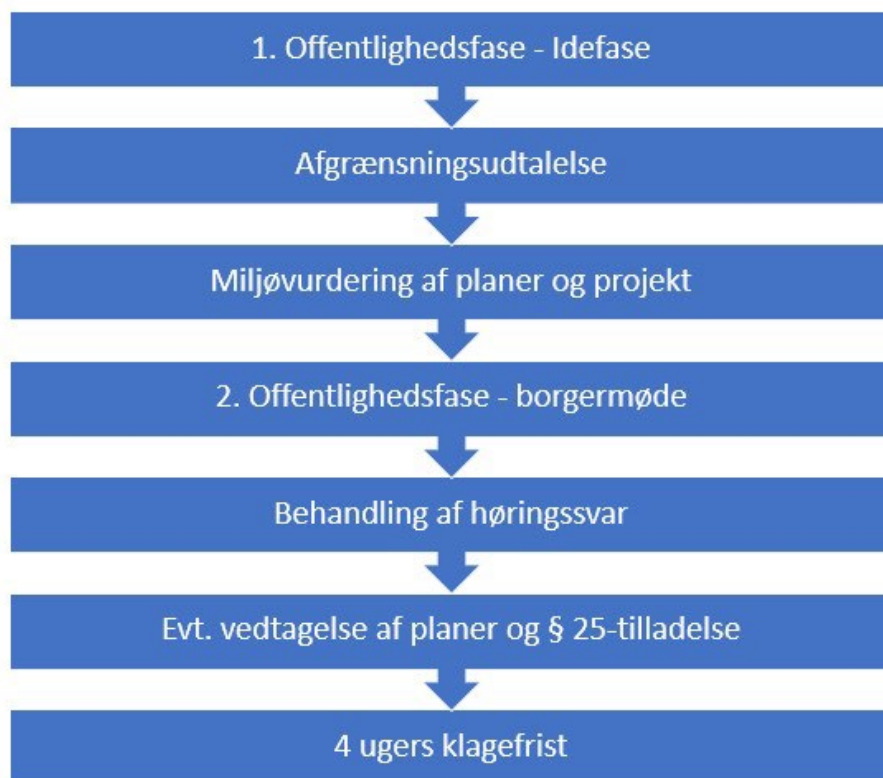 1. Offentlighedsfase - Idefase
Afgrænsningsudtalelse
Miljøvurdering af planer og projekt
2. Offentlighedsfase - borgermøde
Behandling af høringssvar
Evt. vedtagelse af planer og § 25-tilladelse
4 ugers klagefrist